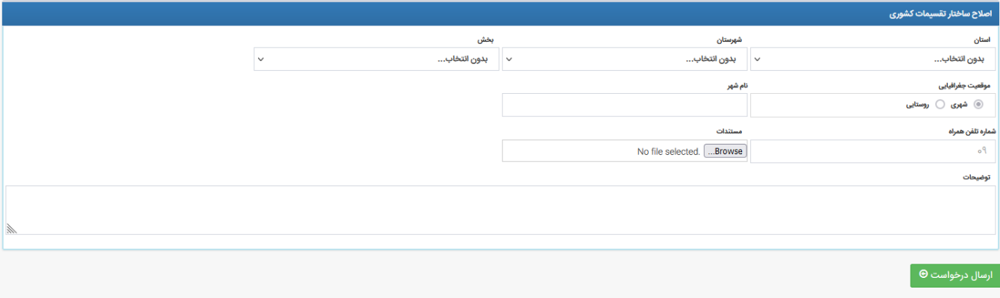 اصلاح ساختار تقسیمات کشوری
استان شهرستان بخش
بدون انتخاب... بدون انتخاب... بدون انتخاب...
موقعیت جغرافیایی نام شهر
شهری روستایی
شماره تلفن همراه مستندات
۰۹ Browse... No file selected.
توضیحات
ارسال درخواست